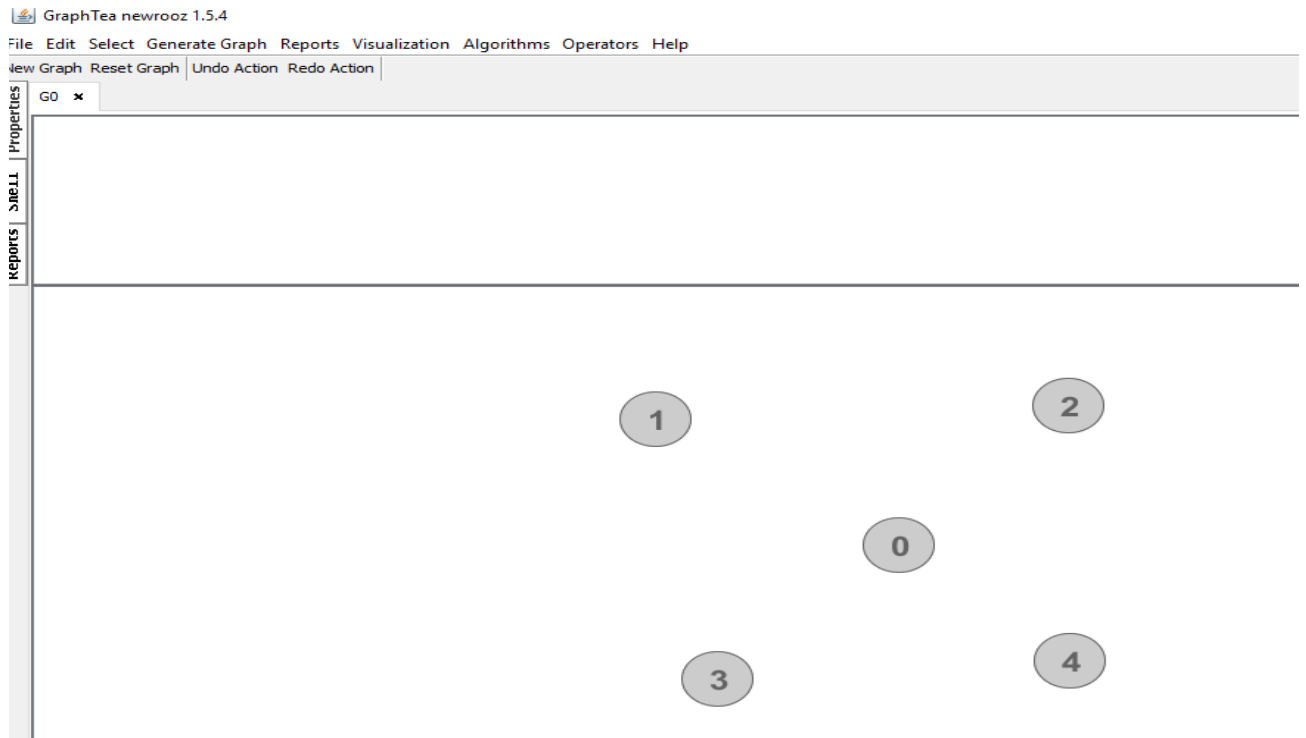 GraphTea newrooz 1.5.4
File Edit Select Generate Graph Reports Visualization Algorithms Operators Help
New Graph Reset Graph Undo Action Redo Action
G0 ×
Properties
Shell
Reports
1
2
0
3
4